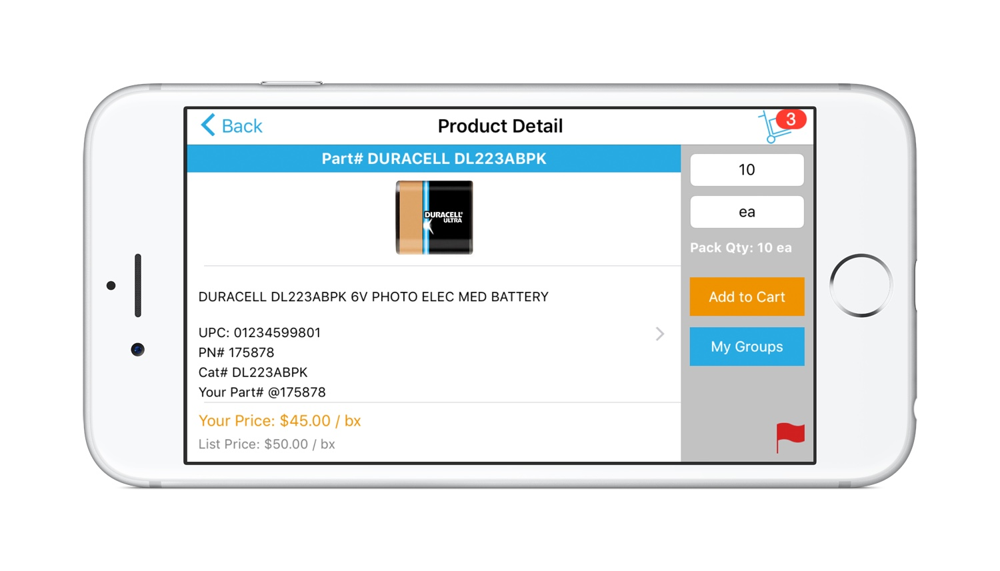 Back
Product Detail
3
Part# DURACELL DL223ABPK
DURACELL®
ULTRA
DURACELL DL223ABPK 6V PHOTO ELEC MED BATTERY
UPC: 01234599801
PN# 175878
Cat# DL223ABPK
Your Part# @175878
Your Price: $45.00 / bx
List Price: $50.00 / bx
10
ea
Pack Qty: 10 ea
Add to Cart
My Groups